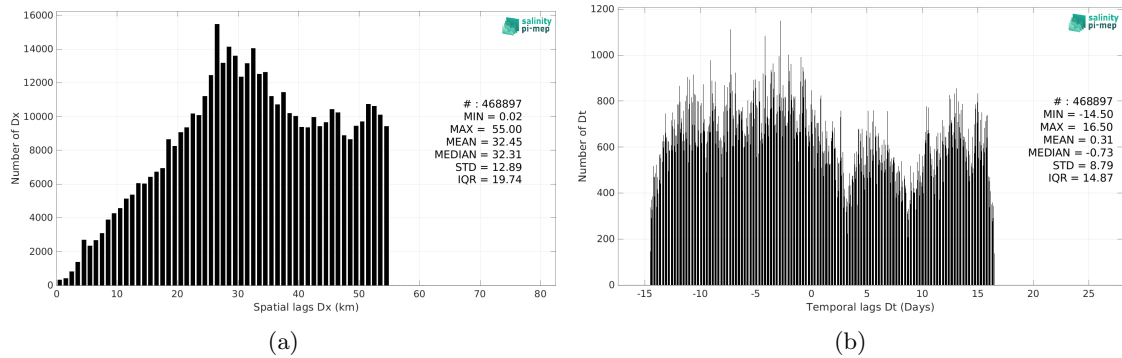 16000
14000
12000
10000
8000
6000
4000
2000
0
Number of Dx
0 10 20 30 40 50 60 70 80
Spatial lags Dx (km)
salinity
pi-mep
# : 468897
MIN = 0.02
MAX = 55.00
MEAN = 32.45
MEDIAN = 32.31
STD = 12.89
IQR = 19.74
(a)
1200
1000
800
600
400
200
0
Number of Dt
-15 -10 -5 0 5 10 15 20 25
Temporal lags Dt (Days)
salinity
pi-mep
# : 468897
MIN = -14.50
MAX = 16.50
MEAN = 0.31
MEDIAN = -0.73
STD = 8.79
IQR = 14.87
(b)